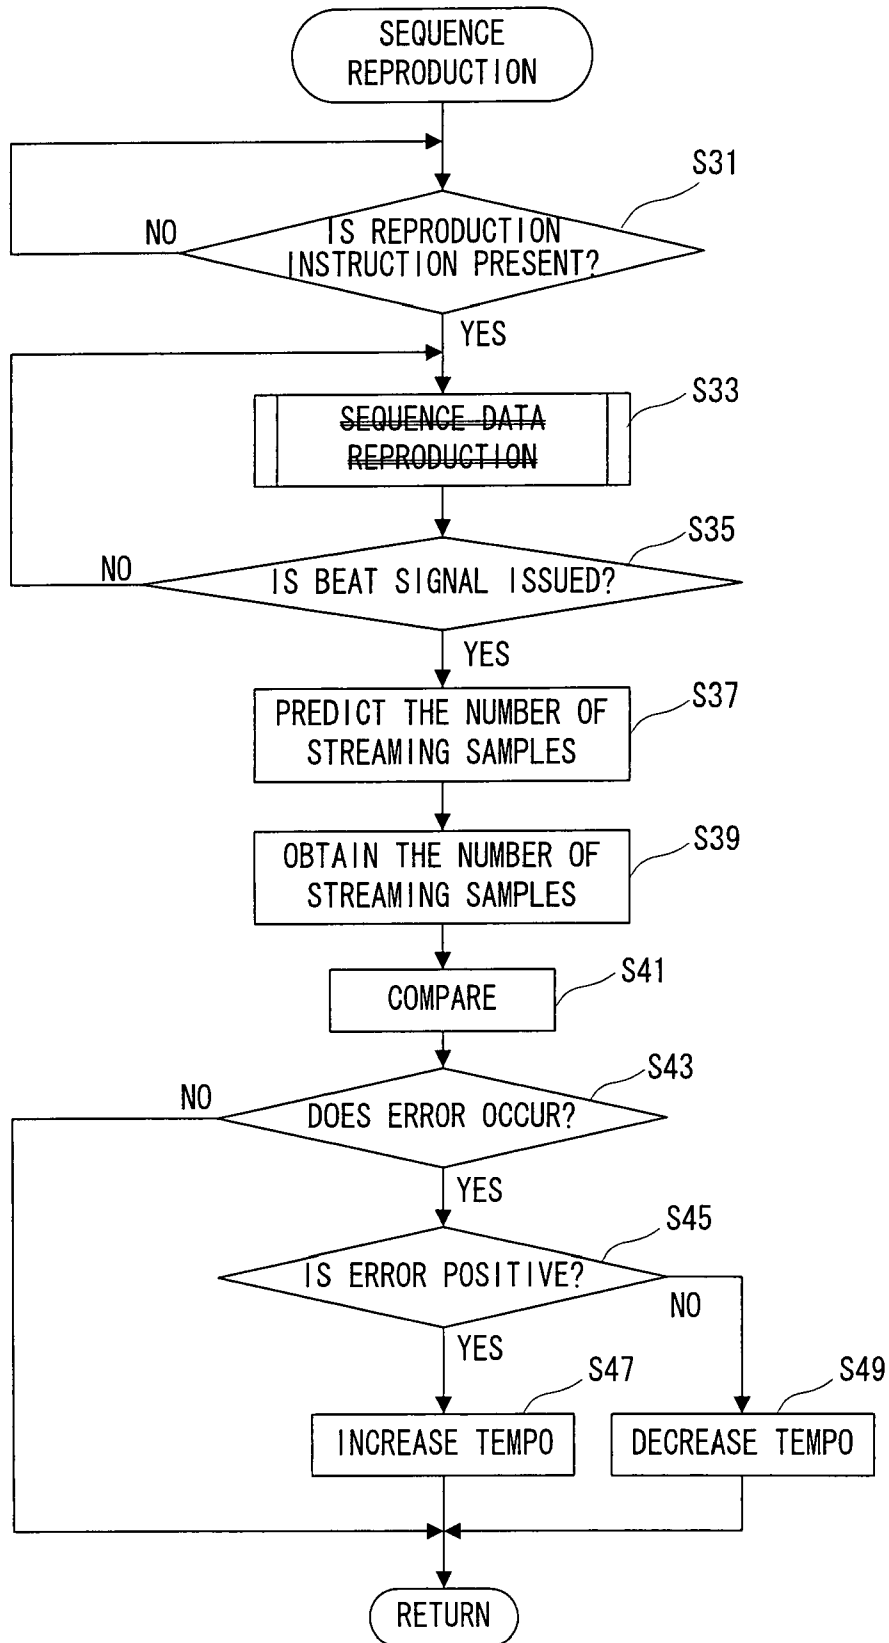 SEQUENCE
REPRODUCTION
S31
NO
IS REPRODUCTION
INSTRUCTION PRESENT?
YES
S33
SEQUENCE DATA
REPRODUCTION
S35
NO
IS BEAT SIGNAL ISSUED?
YES
S37
PREDICT THE NUMBER OF
STREAMING SAMPLES
S39
OBTAIN THE NUMBER OF
STREAMING SAMPLES
S41
COMPARE
S43
NO
DOES ERROR OCCUR?
YES
S45
IS ERROR POSITIVE?
NO
YES
S47
S49
INCREASE TEMPO
DECREASE TEMPO
RETURN